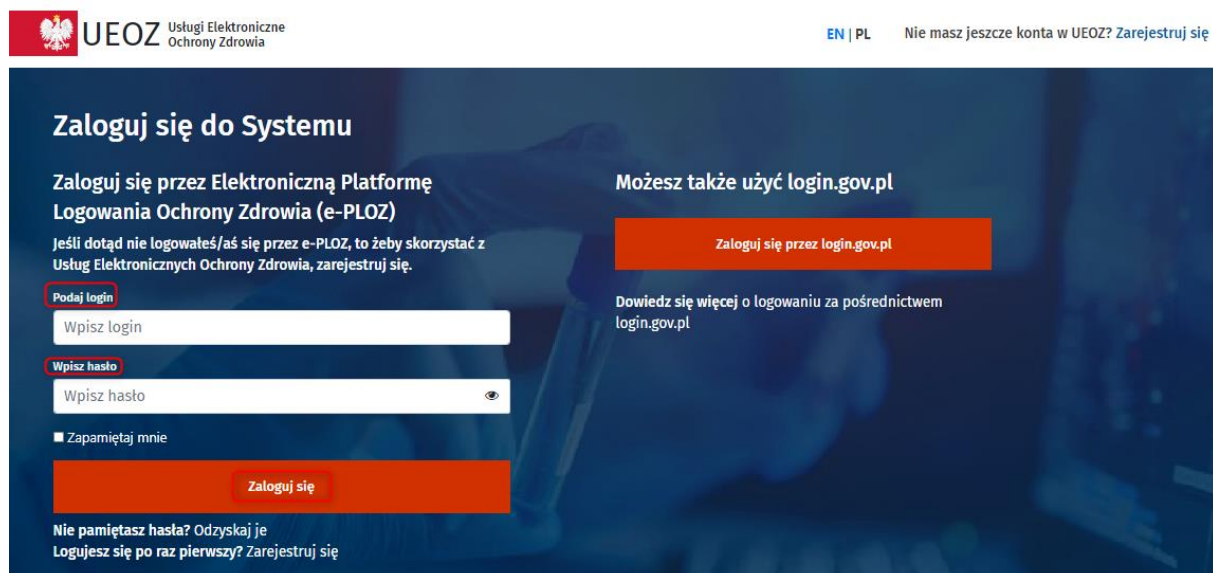 UEOZ Usługi Elektroniczne
Ochrony Zdrowia
EN | PL Nie masz jeszcze konta w UEOZ? Zarejestruj się
Zaloguj się do Systemu
Zaloguj się przez Elektroniczną Platformę
Logowania Ochrony Zdrowia (e-PLOZ)
Jeśli dotąd nie logowałeś/aś się przez e-PLOZ, to żeby skorzystać z
Usług Elektronicznych Ochrony Zdrowia, zarejestruj się.
Podaj login
Wpisz login
Wpisz hasło
Wpisz hasło
Zapamiętaj mnie
Zaloguj się
Nie pamiętasz hasła? Odzyskaj je
Logujesz się po raz pierwszy? Zarejestruj się
Możesz także użyć login.gov.pl
Zaloguj się przez login.gov.pl
Dowiedz się więcej o logowaniu za pośrednictwem
login.gov.pl